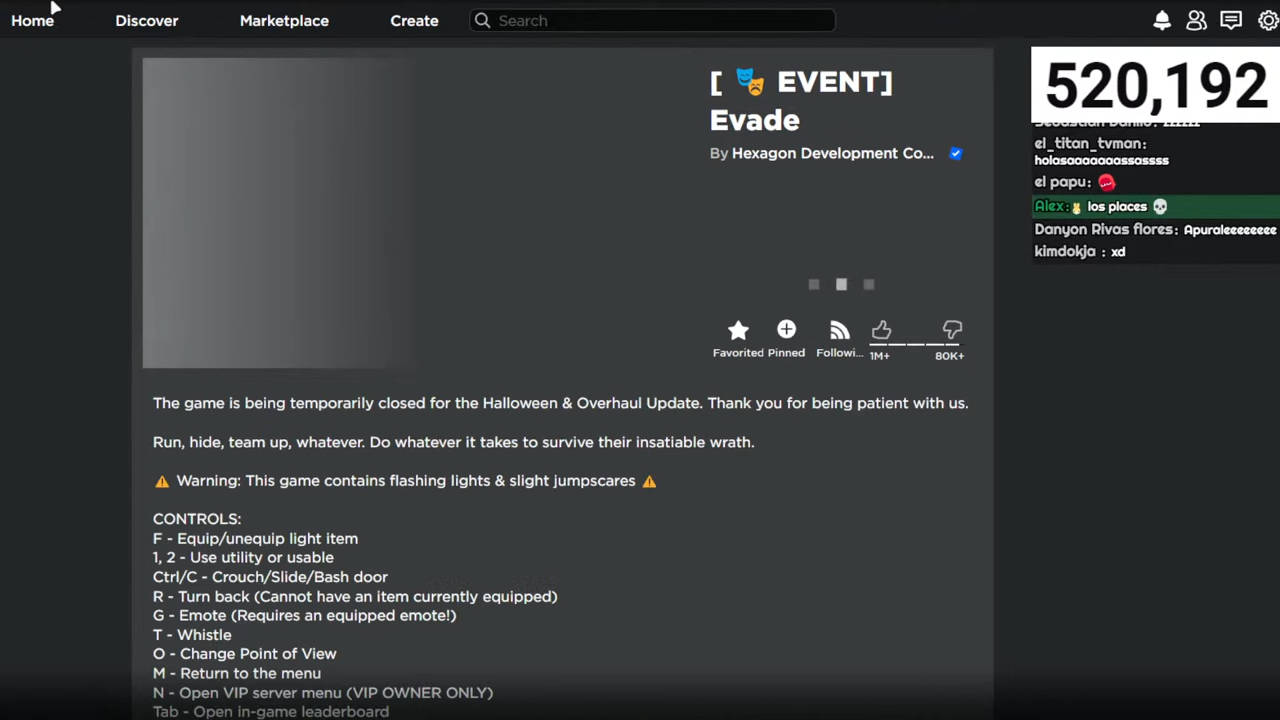 Home Discover Marketplace Create Search
[ 🎭 EVENT]
Evade
By Hexagon Development Co...
Favorited Pinned Followi... 1M+ 80K+
The game is being temporarily closed for the Halloween & Overhaul Update. Thank you for being patient with us.
Run, hide, team up, whatever. Do whatever it takes to survive their insatiable wrath.
⚠ Warning: This game contains flashing lights & slight jumpscares ⚠
CONTROLS:
F - Equip/unequip light item
1, 2 - Use utility or usable
Ctrl/C - Crouch/Slide/Bash door
R - Turn back (Cannot have an item currently equipped)
G - Emote (Requires an equipped emote!)
T - Whistle
O - Change Point of View
M - Return to the menu
N - Open VIP server menu (VIP OWNER ONLY)
Tab - Open in-game leaderboard
520,192
el_titan_tvman:
holasaaaaaaassassss
el papu:
Alex: los places 💀
Danyon Rivas flores: Apuraleeeeeeee
kimdokja : xd